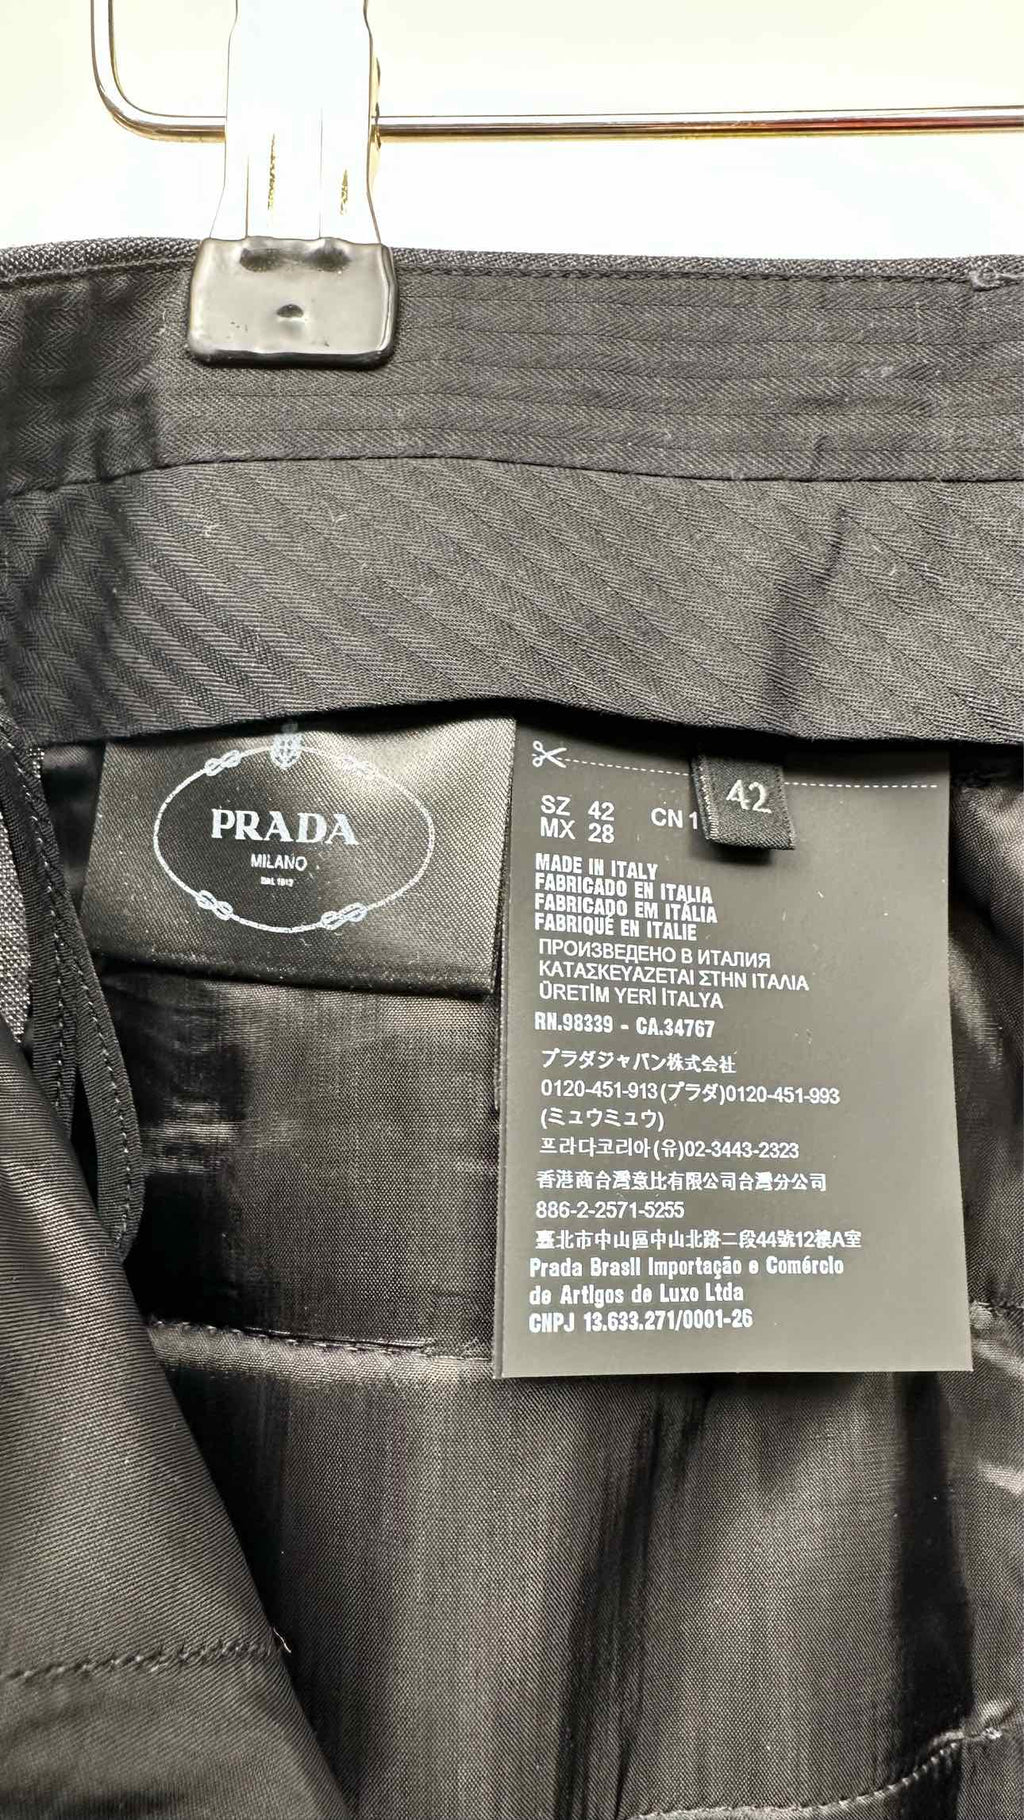 PRADA
MILANO
DAL 1913
42
SZ 42 CN 1
MX 28
MADE IN ITALY
FABRICADO EN ITALIA
FABRICADO EM ITÁLIA
FABRIQUÉ EN ITALIE
ПРОИЗВЕДЕНО В ИТАЛИЯ
ΚΑΤΑΣΚΕΥΑΖΕΤΑΙ ΣΤΗΝ ΙΤΑΛΙΑ
ÜRETİM YERİ İTALYA
RN.98339 - CA.34767
プラダジャパン株式会社
0120-451-913(プラダ)0120-451-993
(ミュウミュウ)
프라다코리아(유)02-3443-2323
香港商台灣意比有限公司台灣分公司
886-2-2571-5255
臺北市中山區中山北路二段44號12樓A室
Prada Brasil Importação e Comércio
de Artigos de Luxo Ltda
CNPJ 13.633.271/0001-26